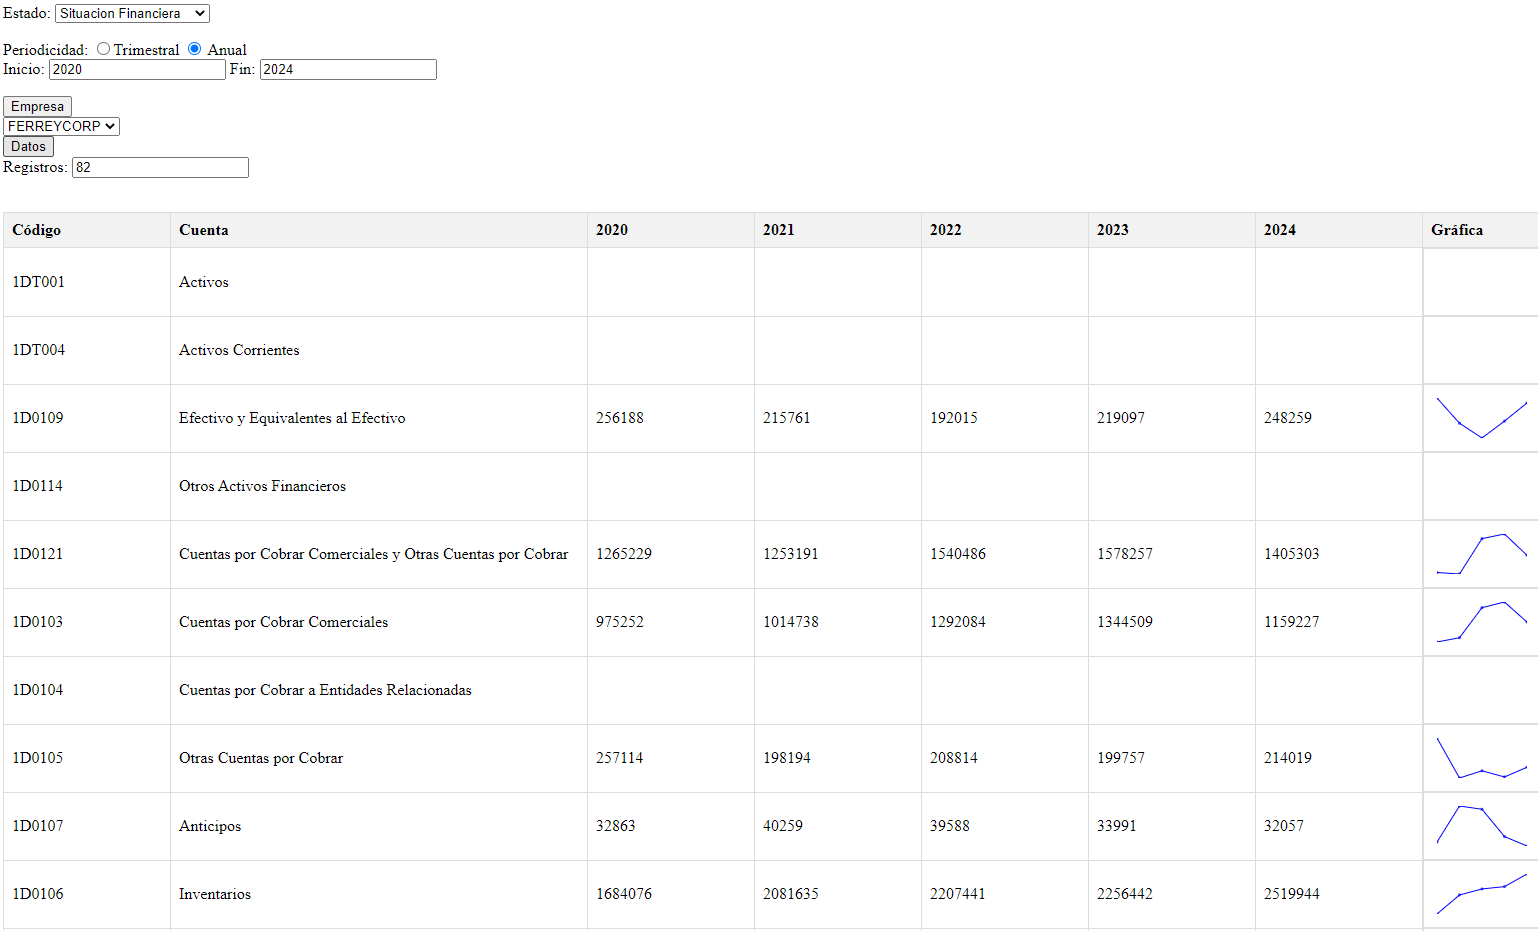 Estado: Situacion Financiera
Periodicidad: Trimestral Anual
Inicio: 2020 Fin: 2024
Empresa
FERREYCORP
Datos
Registros: 82
Código Cuenta 2020 2021 2022 2023 2024 Gráfica
1DT001 Activos
1DT004 Activos Corrientes
1D0109 Efectivo y Equivalentes al Efectivo 256188 215761 192015 219097 248259
1D0114 Otros Activos Financieros
1D0121 Cuentas por Cobrar Comerciales y Otras Cuentas por Cobrar 1265229 1253191 1540486 1578257 1405303
1D0103 Cuentas por Cobrar Comerciales 975252 1014738 1292084 1344509 1159227
1D0104 Cuentas por Cobrar a Entidades Relacionadas
1D0105 Otras Cuentas por Cobrar 257114 198194 208814 199757 214019
1D0107 Anticipos 32863 40259 39588 33991 32057
1D0106 Inventarios 1684076 2081635 2207441 2256442 2519944